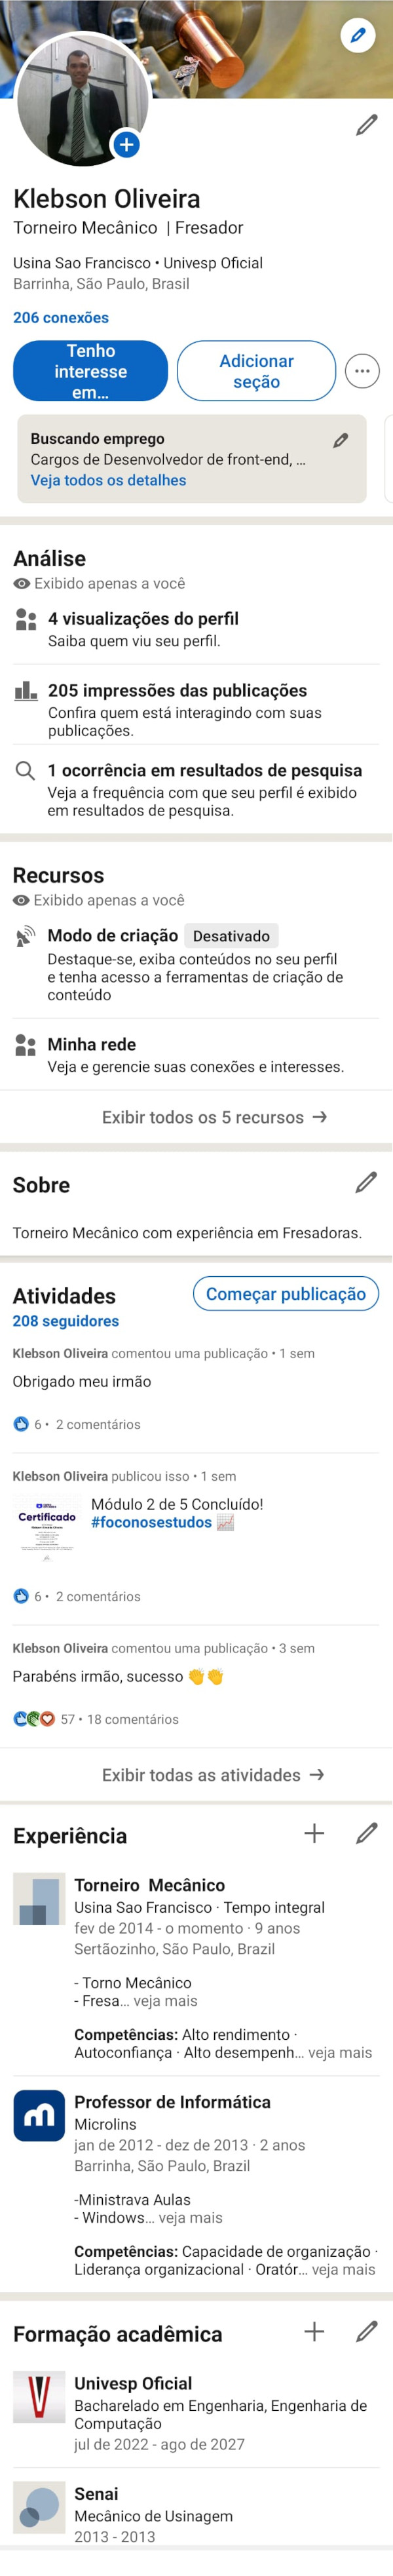 Klebson Oliveira
Torneiro Mecânico | Fresador
Usina Sao Francisco • Univesp Oficial
Barrinha, São Paulo, Brasil
206 conexões
Tenho
interesse
em...
Adicionar
seção
Buscando emprego
Cargos de Desenvolvedor de front-end, ...
Veja todos os detalhes
Análise
Exibido apenas a você
4 visualizações do perfil
Saiba quem viu seu perfil.
205 impressões das publicações
Confira quem está interagindo com suas
publicações.
1 ocorrência em resultados de pesquisa
Veja a frequência com que seu perfil é exibido
em resultados de pesquisa.
Recursos
Exibido apenas a você
Modo de criação Desativado
Destaque-se, exiba conteúdos no seu perfil
e tenha acesso a ferramentas de criação de
conteúdo
Minha rede
Veja e gerencie suas conexões e interesses.
Exibir todos os 5 recursos →
Sobre
Torneiro Mecânico com experiência em Fresadoras.
Atividades
Começar publicação
208 seguidores
Klebson Oliveira comentou uma publicação • 1 sem
Obrigado meu irmão
6 • 2 comentários
Klebson Oliveira publicou isso • 1 sem
Certificado
Módulo 2 de 5 Concluído!
#foconosestudos 📈
6 • 2 comentários
Klebson Oliveira comentou uma publicação • 3 sem
Parabéns irmão, sucesso 👏👏
57 • 18 comentários
Exibir todas as atividades →
Experiência
Torneiro Mecânico
Usina Sao Francisco · Tempo integral
fev de 2014 - o momento · 9 anos
Sertãozinho, São Paulo, Brazil
- Torno Mecânico
- Fresa... veja mais
Competências: Alto rendimento ·
Autoconfiança · Alto desempenh... veja mais
Professor de Informática
Microlins
jan de 2012 - dez de 2013 · 2 anos
Barrinha, São Paulo, Brazil
-Ministrava Aulas
- Windows... veja mais
Competências: Capacidade de organização ·
Liderança organizacional · Oratór... veja mais
Formação acadêmica
Univesp Oficial
Bacharelado em Engenharia, Engenharia de
Computação
jul de 2022 - ago de 2027
Senai
Mecânico de Usinagem
2013 - 2013